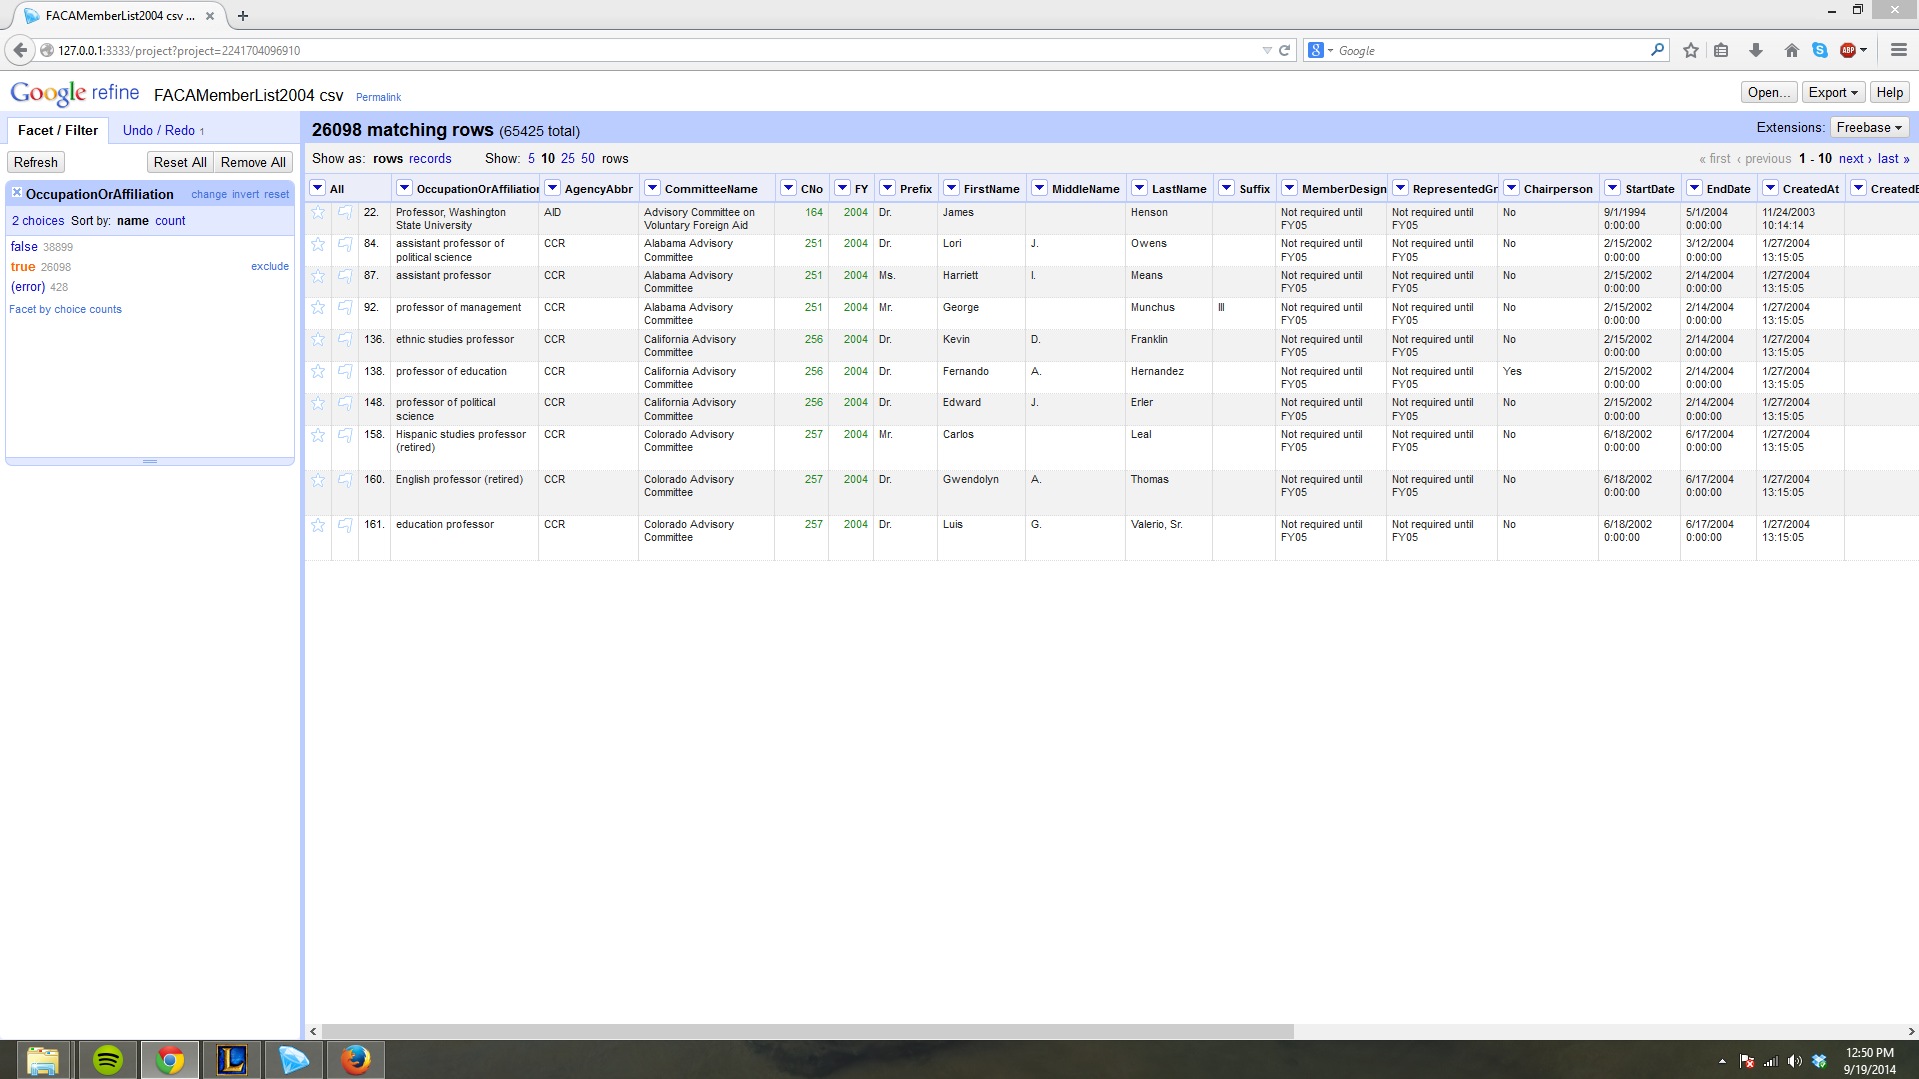 FACAMemberList2004 csv ...
127.0.0.1:3333/project?project=2241704096910
Google
Google refine FACAMemberList2004 csv Permalink
Open... Export Help
Facet / Filter Undo / Redo 1
26098 matching rows (65425 total)
Extensions: Freebase
Refresh Reset All Remove All
Show as: rows records Show: 5 10 25 50 rows
« first ‹ previous 1 - 10 next › last »
OccupationOrAffiliation change invert reset
2 choices Sort by: name count
false 38899
true 26098 exclude
(error) 428
Facet by choice counts
All OccupationOrAffiliation AgencyAbbr CommitteeName CNo FY Prefix FirstName MiddleName LastName Suffix MemberDesign RepresentedGr Chairperson StartDate EndDate CreatedAt CreatedB
22. Professor, Washington AID Advisory Committee on 164 2004 Dr. James Henson Not required until Not required until No 9/1/1994 5/1/2004 11/24/2003
State University Voluntary Foreign Aid FY05 FY05 0:00:00 0:00:00 10:14:14
84. assistant professor of CCR Alabama Advisory 251 2004 Dr. Lori J. Owens Not required until Not required until No 2/15/2002 3/12/2004 1/27/2004
political science Committee FY05 FY05 0:00:00 0:00:00 13:15:05
87. assistant professor CCR Alabama Advisory 251 2004 Ms. Harriett I. Means Not required until Not required until No 2/15/2002 2/14/2004 1/27/2004
Committee FY05 FY05 0:00:00 0:00:00 13:15:05
92. professor of management CCR Alabama Advisory 251 2004 Mr. George Munchus III Not required until Not required until No 2/15/2002 2/14/2004 1/27/2004
Committee FY05 FY05 0:00:00 0:00:00 13:15:05
136. ethnic studies professor CCR California Advisory 256 2004 Dr. Kevin D. Franklin Not required until Not required until No 2/15/2002 2/14/2004 1/27/2004
Committee FY05 FY05 0:00:00 0:00:00 13:15:05
138. professor of education CCR California Advisory 256 2004 Dr. Fernando A. Hernandez Not required until Not required until Yes 2/15/2002 2/14/2004 1/27/2004
Committee FY05 FY05 0:00:00 0:00:00 13:15:05
148. professor of political CCR California Advisory 256 2004 Dr. Edward J. Erler Not required until Not required until No 2/15/2002 2/14/2004 1/27/2004
science Committee FY05 FY05 0:00:00 0:00:00 13:15:05
158. Hispanic studies professor CCR Colorado Advisory 257 2004 Mr. Carlos Leal Not required until Not required until No 6/18/2002 6/17/2004 1/27/2004
(retired) Committee FY05 FY05 0:00:00 0:00:00 13:15:05
160. English professor (retired) CCR Colorado Advisory 257 2004 Dr. Gwendolyn A. Thomas Not required until Not required until No 6/18/2002 6/17/2004 1/27/2004
Committee FY05 FY05 0:00:00 0:00:00 13:15:05
161. education professor CCR Colorado Advisory 257 2004 Dr. Luis G. Valerio, Sr. Not required until Not required until No 6/18/2002 6/17/2004 1/27/2004
Committee FY05 FY05 0:00:00 0:00:00 13:15:05
12:50 PM
9/19/2014